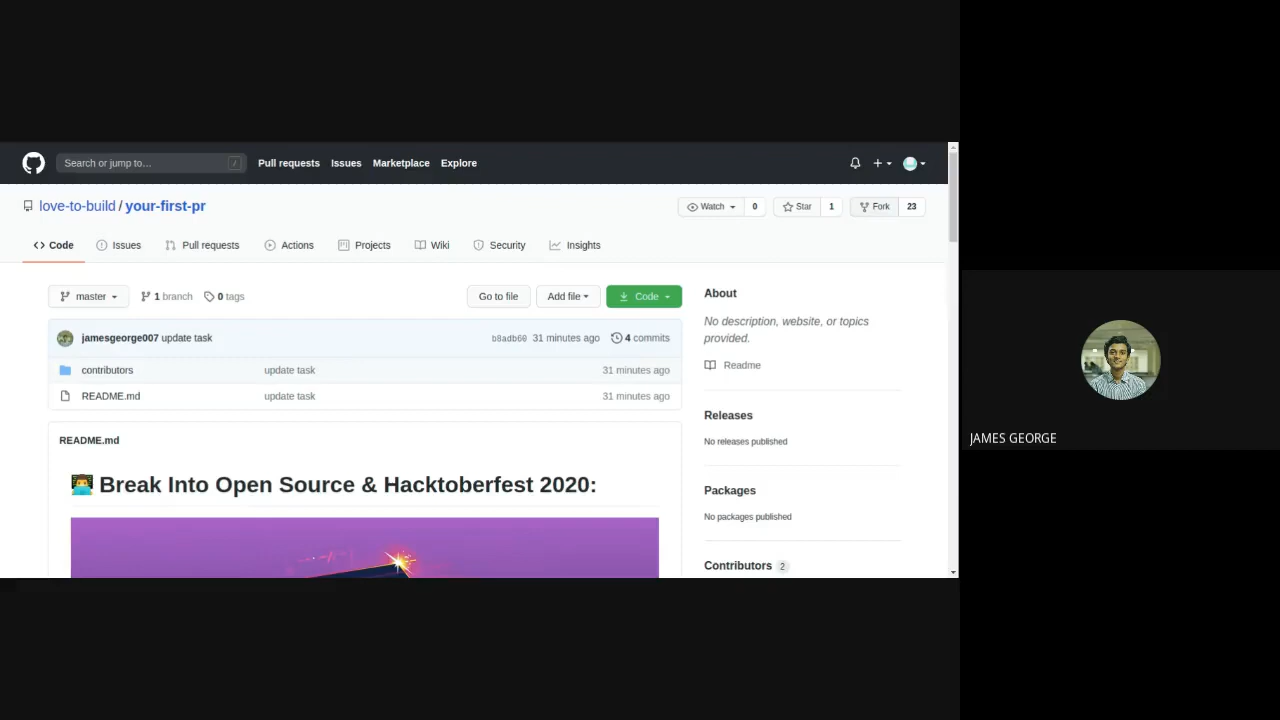 Search or jump to… /
Pull requests Issues Marketplace Explore
love-to-build / your-first-pr
Watch 0 Star 1 Fork 23
Code Issues Pull requests Actions Projects Wiki Security Insights
master 1 branch 0 tags
Go to file Add file Code
jamesgeorge007 update task b8adb60 31 minutes ago 4 commits
contributors update task 31 minutes ago
README.md update task 31 minutes ago
README.md
Break Into Open Source & Hacktoberfest 2020:
About
No description, website, or topics
provided.
Readme
Releases
No releases published
Packages
No packages published
Contributors 2
JAMES GEORGE